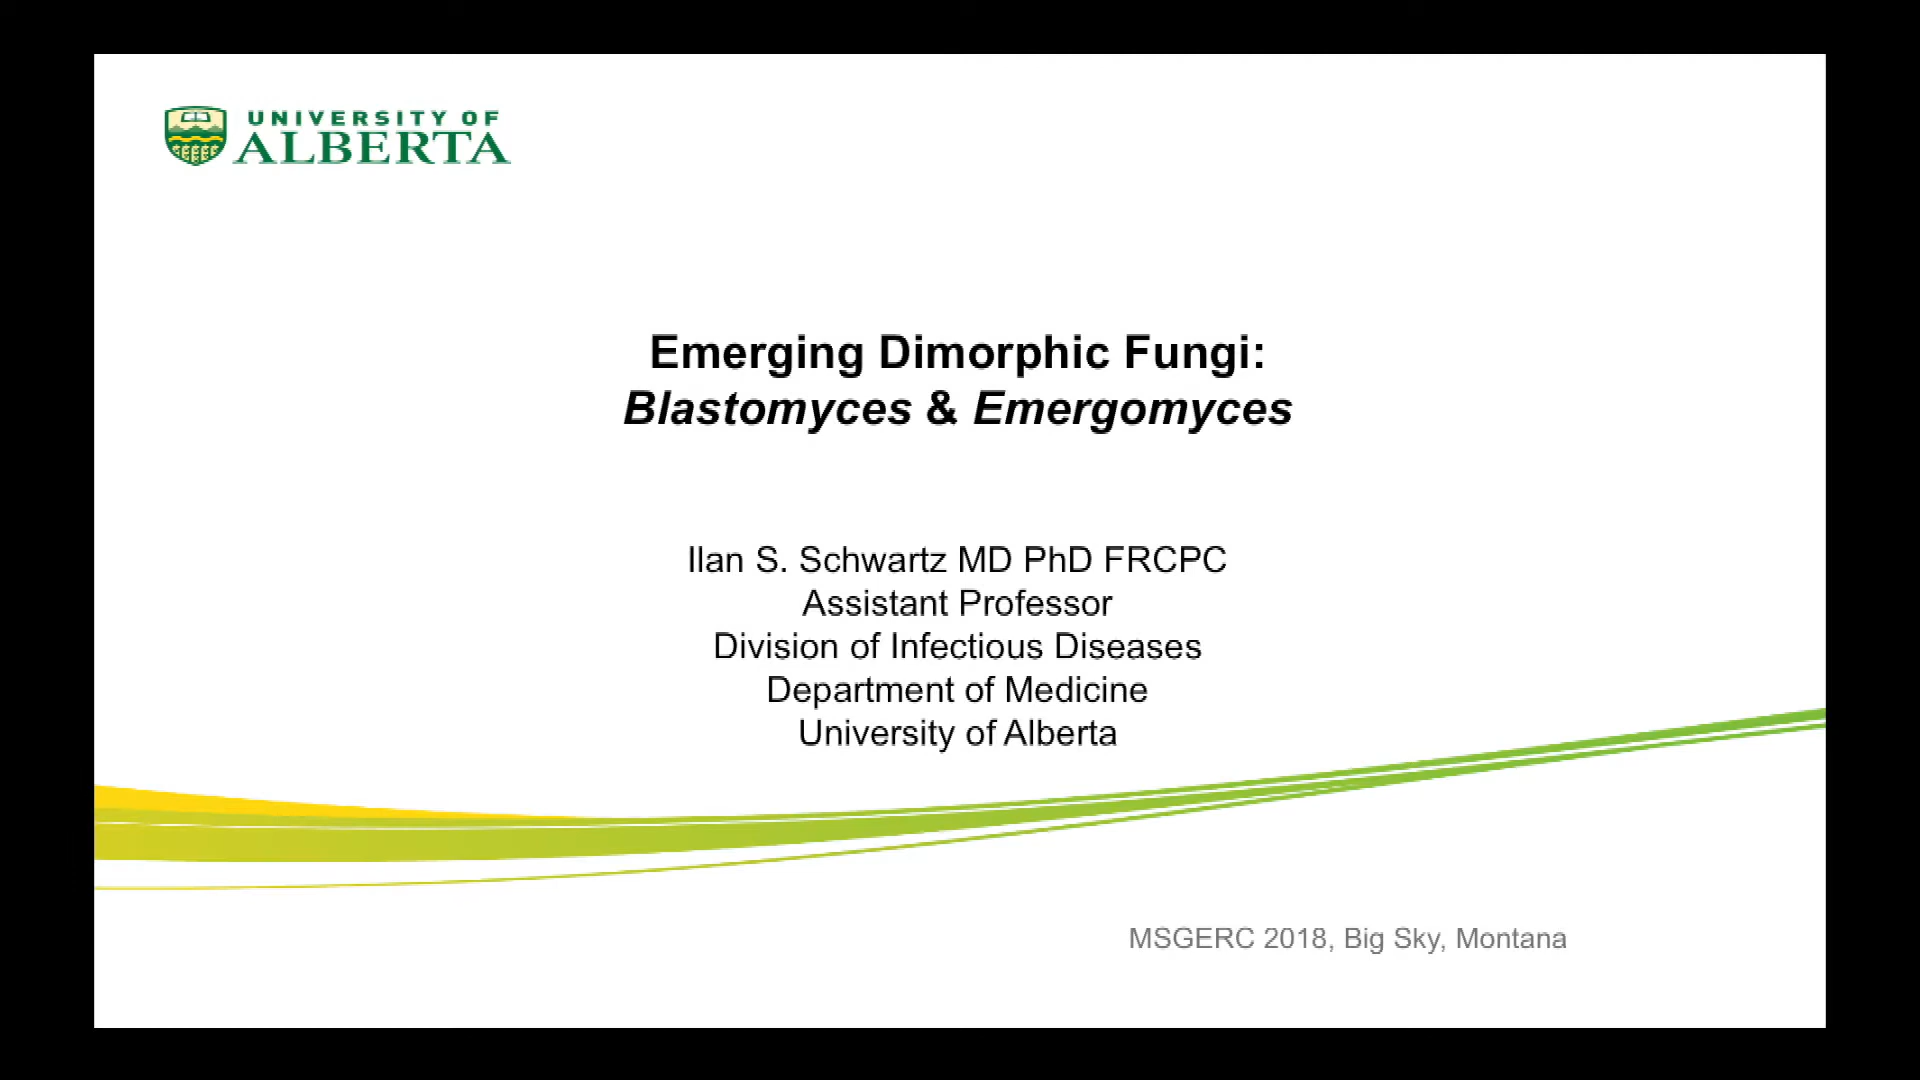 UNIVERSITY OF
ALBERTA
Emerging Dimorphic Fungi:
Blastomyces & Emergomyces
Ilan S. Schwartz MD PhD FRCPC
Assistant Professor
Division of Infectious Diseases
Department of Medicine
University of Alberta
MSGERC 2018, Big Sky, Montana